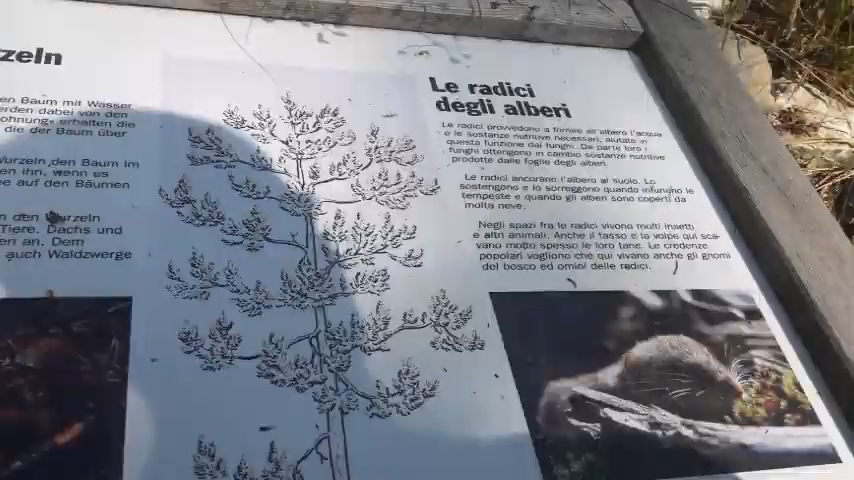 zeln
en Baum mit Wasser
erden dabei von den
ohnung« erhalten die
die der Baum über
Wurzeln den Baum im
en ihn, wenn es
ee auf den Bäumen
n den Wurzeln
Tiere. Dachs und
en an. Dem
auch Waldzwerge
Le radici
degli alberi
Le radici provvedono a fornire all'albero l'acqua
e le sostanze nutritive necessari, aiutate in
questa funzione dai funghi. Da parte loro i
funghi ottengono in cambio sostanze nutritive
prodotte dalle foglie degli alberi.
Le radici ancorano l'albero al suolo. Lo
sostengono e lo sorreggono quando infuriano le
tempeste e quando gli alberi sono coperti da
molta neve.
Negli spazi fra le radici vivono molti insetti
e altri animali. Anche il tasso e la volpe qui sca-
vano molto spesso le loro tane. Le credenze
popolari vogliono che qui vivano anche gli gnomi
del bosco ed omini delle radici.